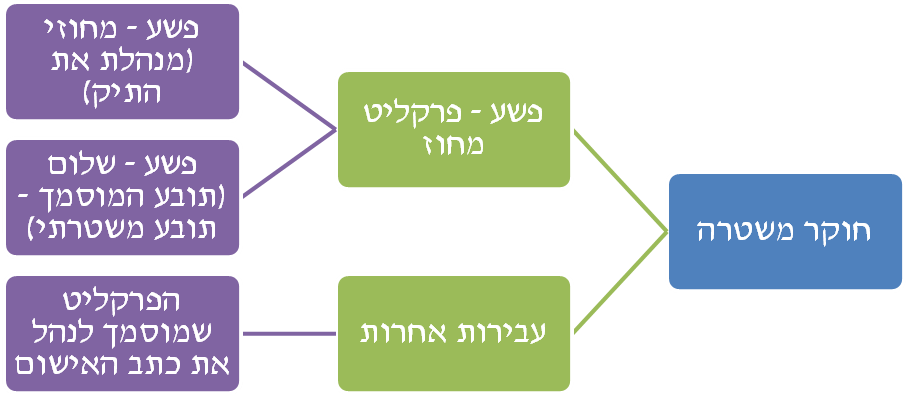 חוקר משטרה
פשע - פרקליט
מחוז
עבירות אחרות
פשע - מחוזי
(מנהלת את
התיק)
פשע - שלום
(תובע המוסמך -
תובע משטרתי)
הפרקליט
שמוסמך לנהל
את כתב האישום